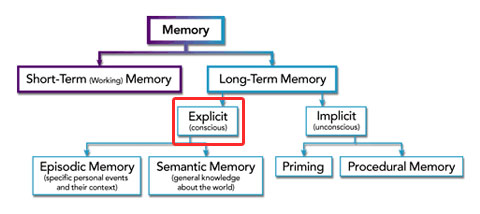 Memory
Short-Term (Working) Memory
Long-Term Memory
Explicit
(conscious)
Implicit
(unconscious)
Episodic Memory
(specific personal events
and their context)
Semantic Memory
(general knowledge
about the world)
Priming
Procedural Memory